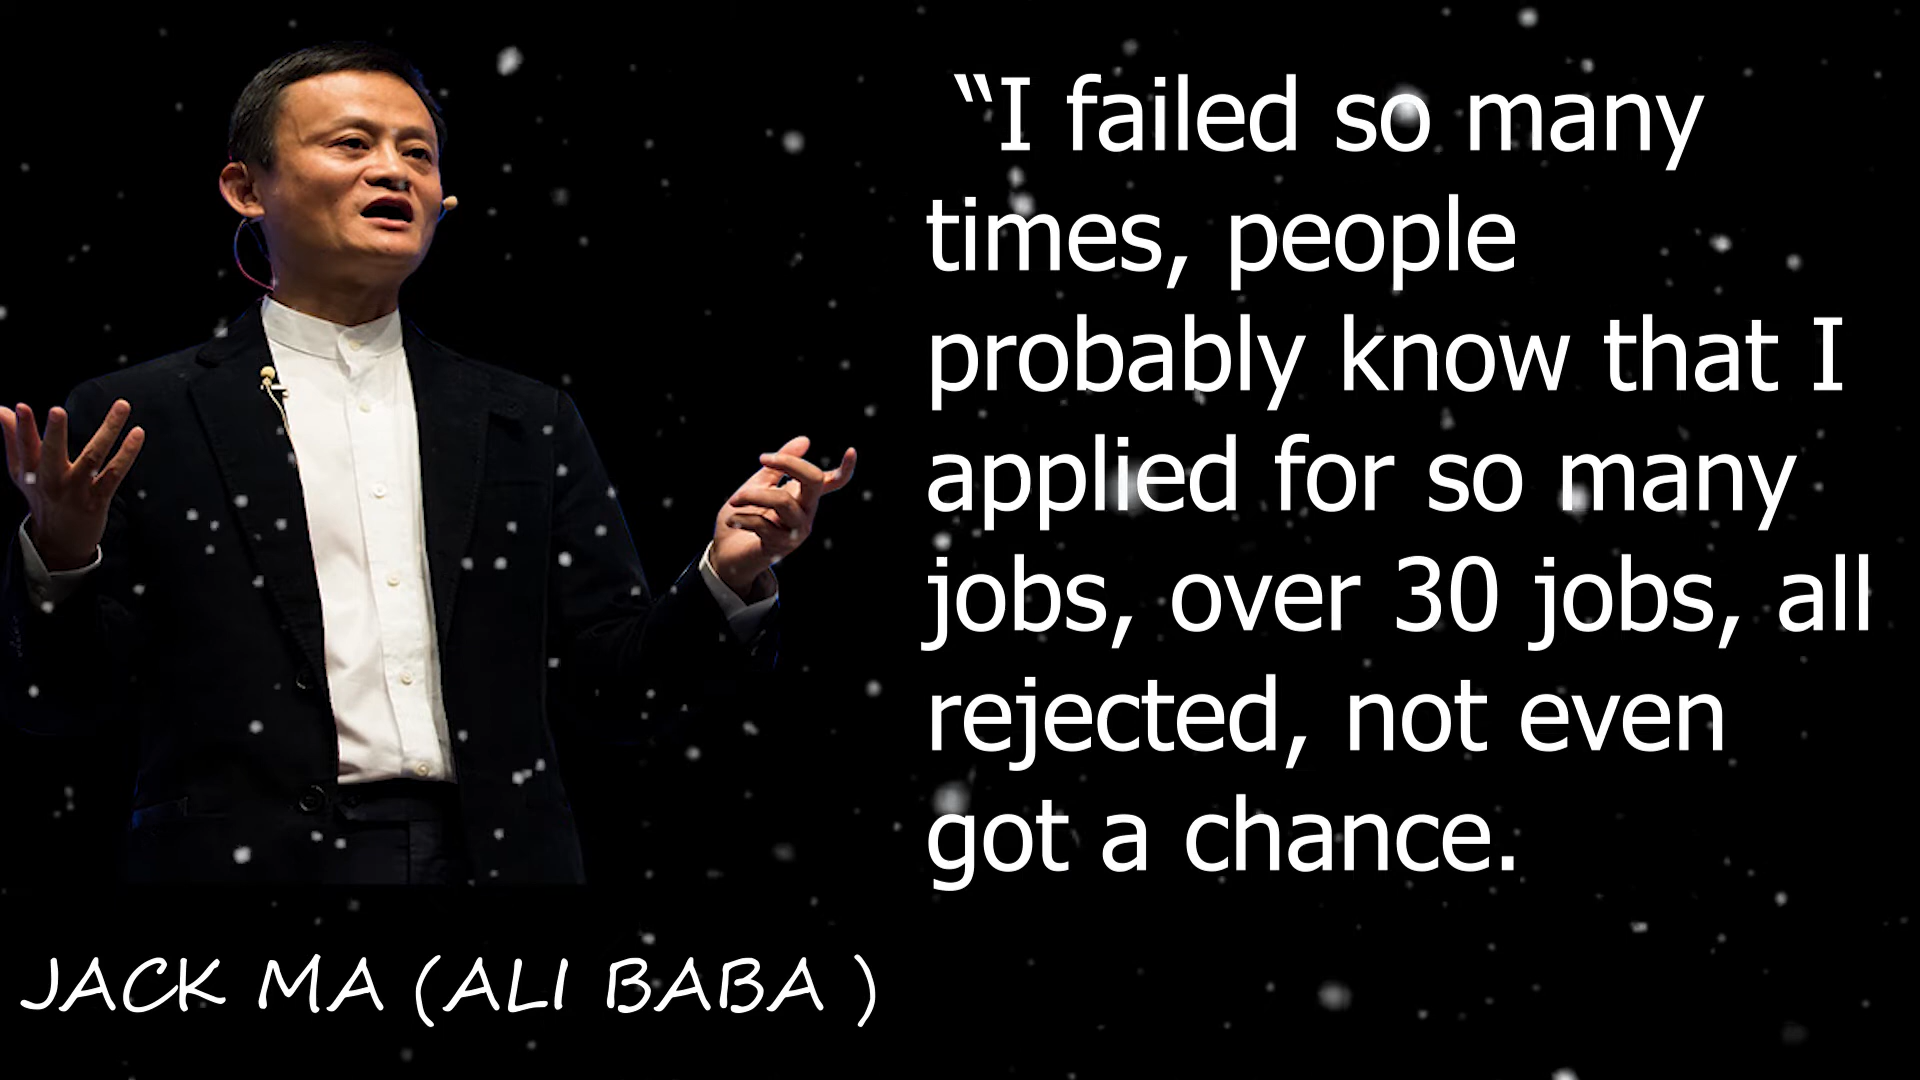 “I failed so many
times, people
probably know that I
applied for so many
jobs, over 30 jobs, all
rejected, not even
got a chance.
JACK MA (ALI BABA )